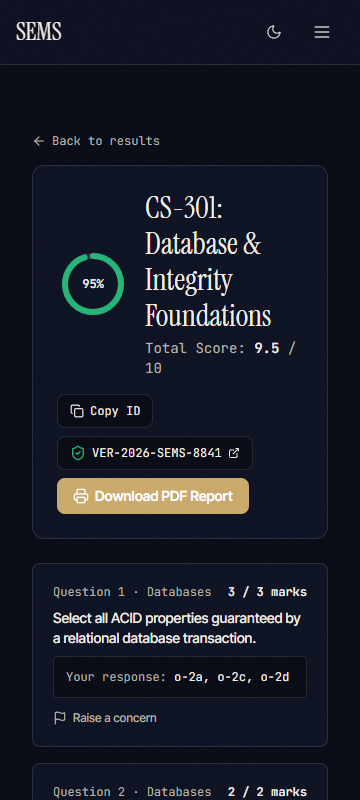 SEMS
Back to results
95%
CS-301:
Database &
Integrity
Foundations
Total Score: 9.5 /
10
Copy ID
VER-2026-SEMS-8841
Download PDF Report
Question 1 · Databases 3 / 3 marks
Select all ACID properties guaranteed by
a relational database transaction.
Your response: o-2a, o-2c, o-2d
Raise a concern
Question 2 · Databases 2 / 2 marks